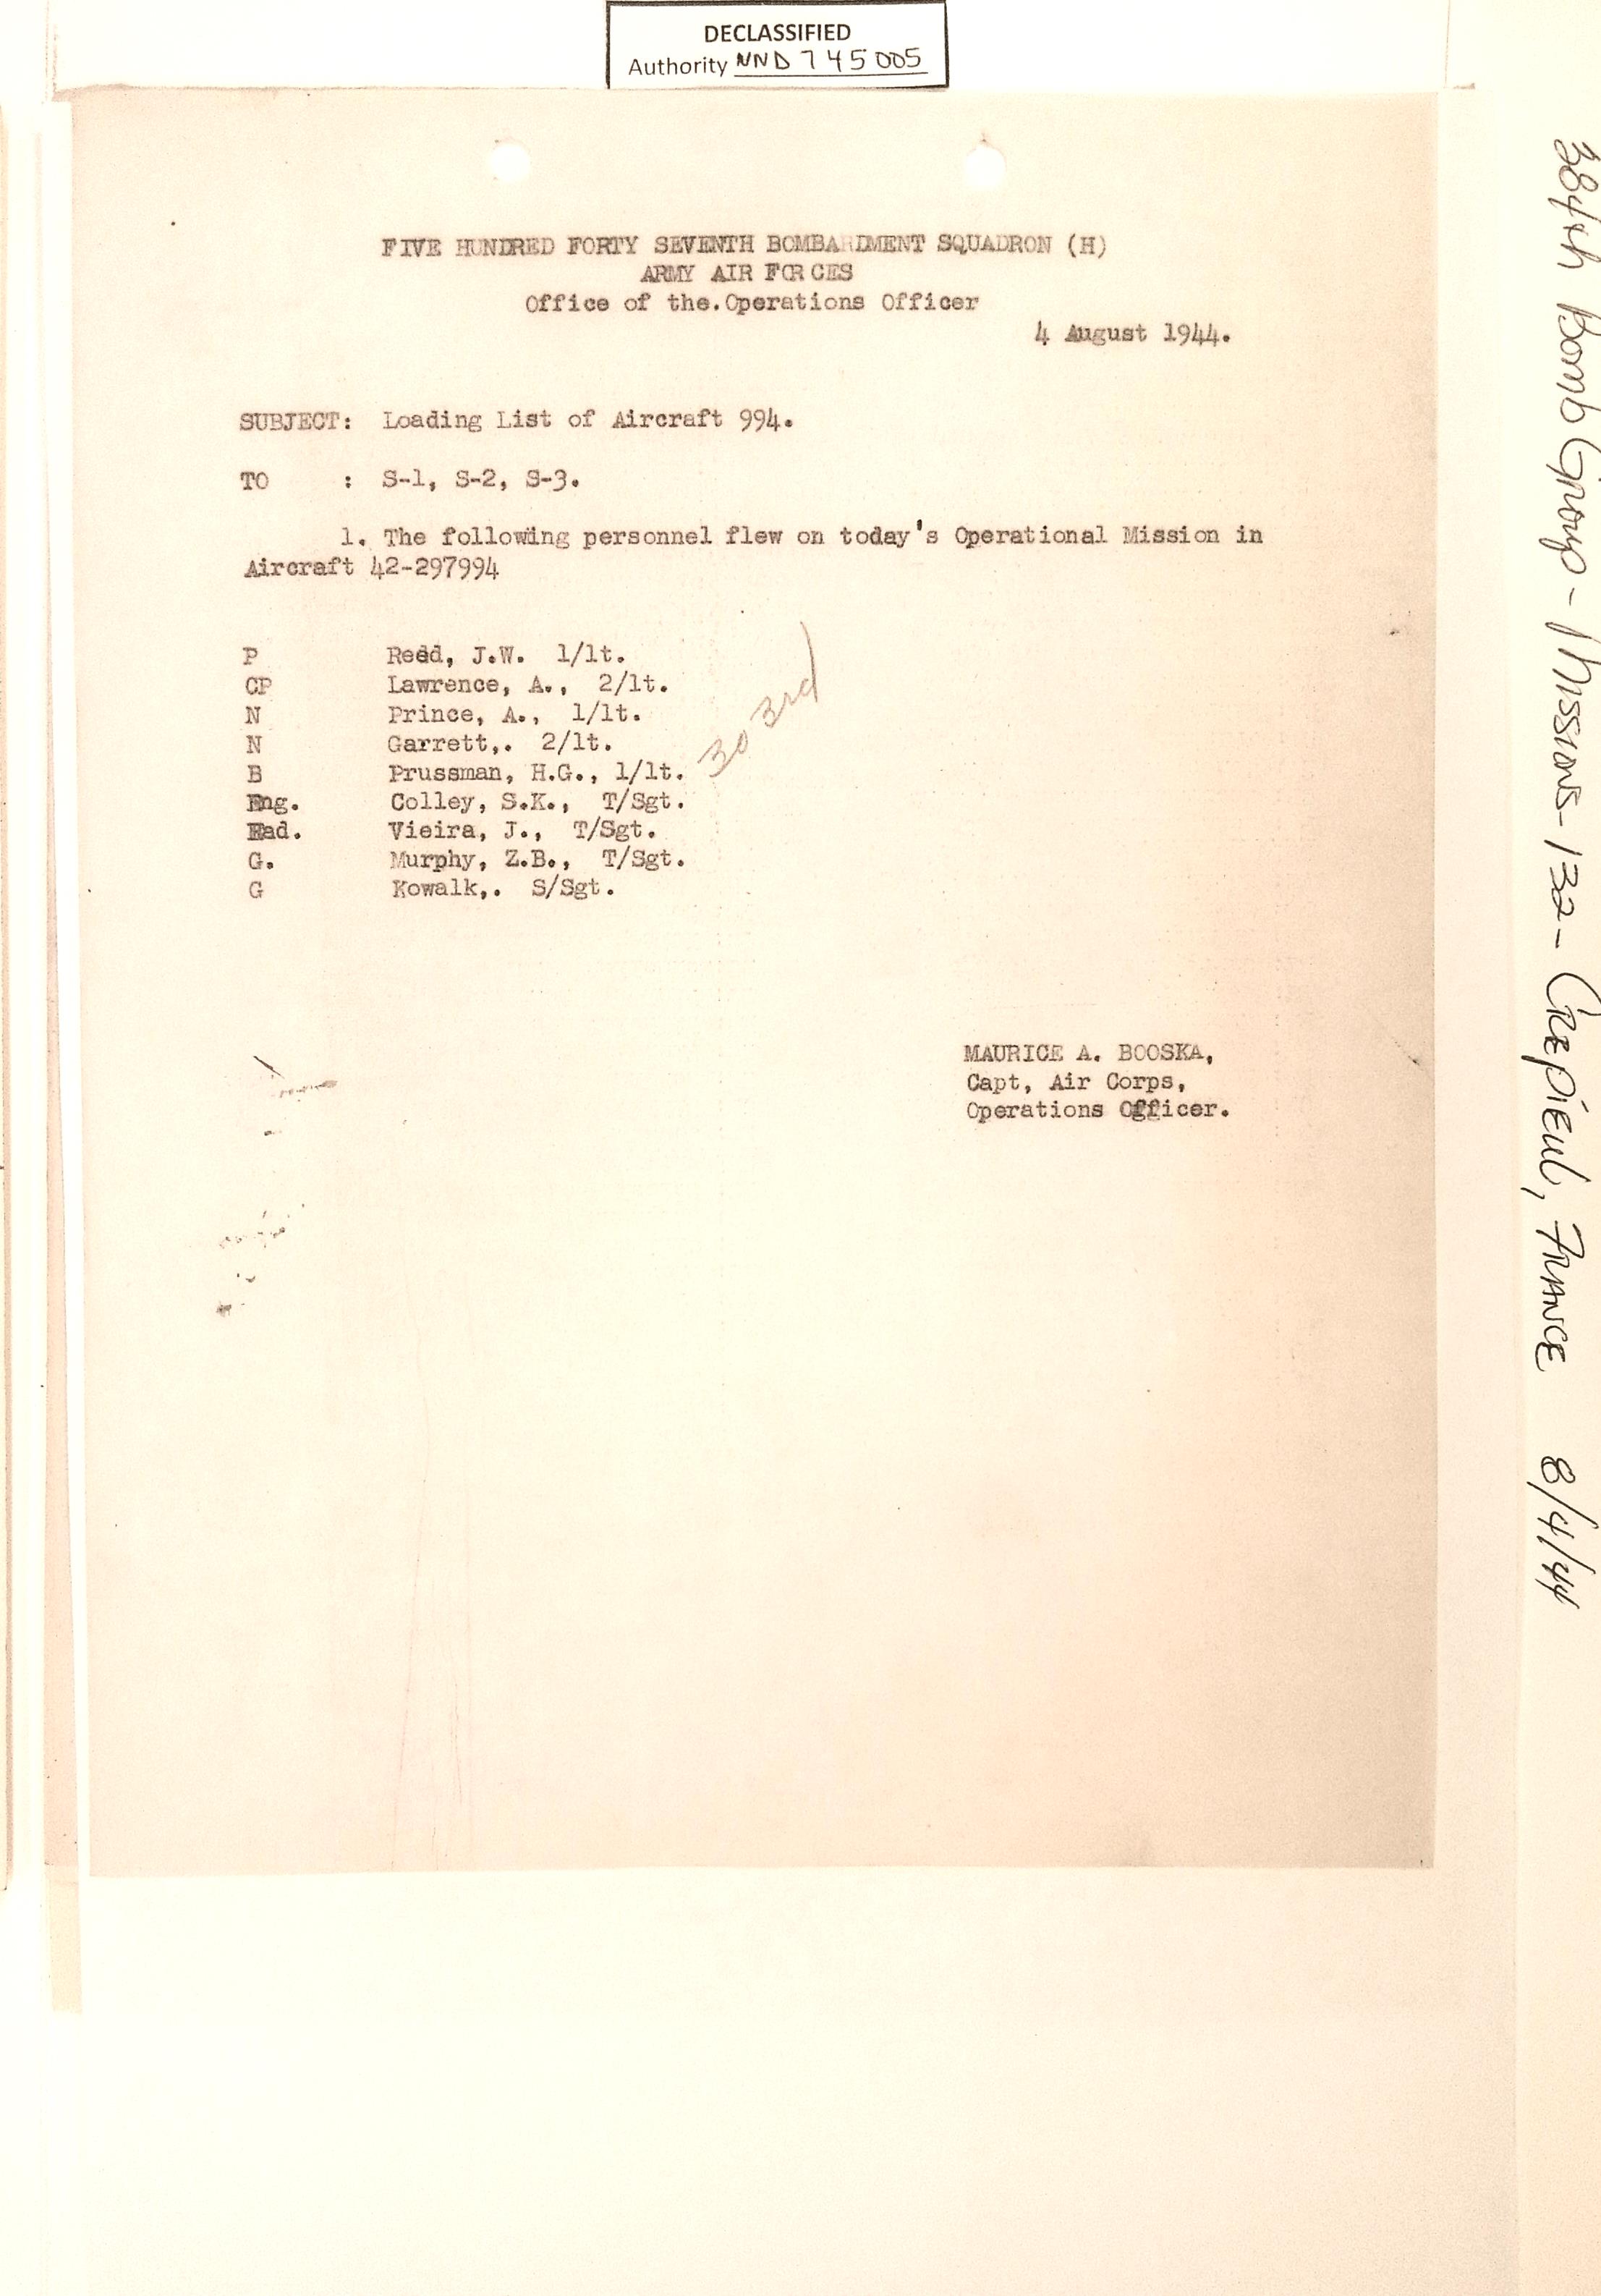 DECLASSIFIED
Authority NND 745005
FIVE HUNDRED FORTY SEVENTH BOMBARDMENT SQUADRON (H)
ARMY AIR FORCES
Office of the.Operations Officer
4 August 1944.
SUBJECT: Loading List of Aircraft 994.
TO : S-1, S-2, S-3.
1. The following personnel flew on today's Operational Mission in
Aircraft 42-297994
P Redd, J.W. 1/lt.
CP Lawrence, A., 2/lt.
N Prince, A., 1/lt.
N Garrett,. 2/lt.
B Prussman, H.G., 1/lt.
Eng. Colley, S.K., T/Sgt.
Rad. Vieira, J., T/Sgt.
G. Murphy, Z.B., T/Sgt.
G Kowalk,. S/Sgt.
303rd
MAURICE A. BOOSKA,
Capt, Air Corps,
Operations Officer.
384th Bomb Group - Missions - 132 - Crepieul, FRANCE 8/4/44